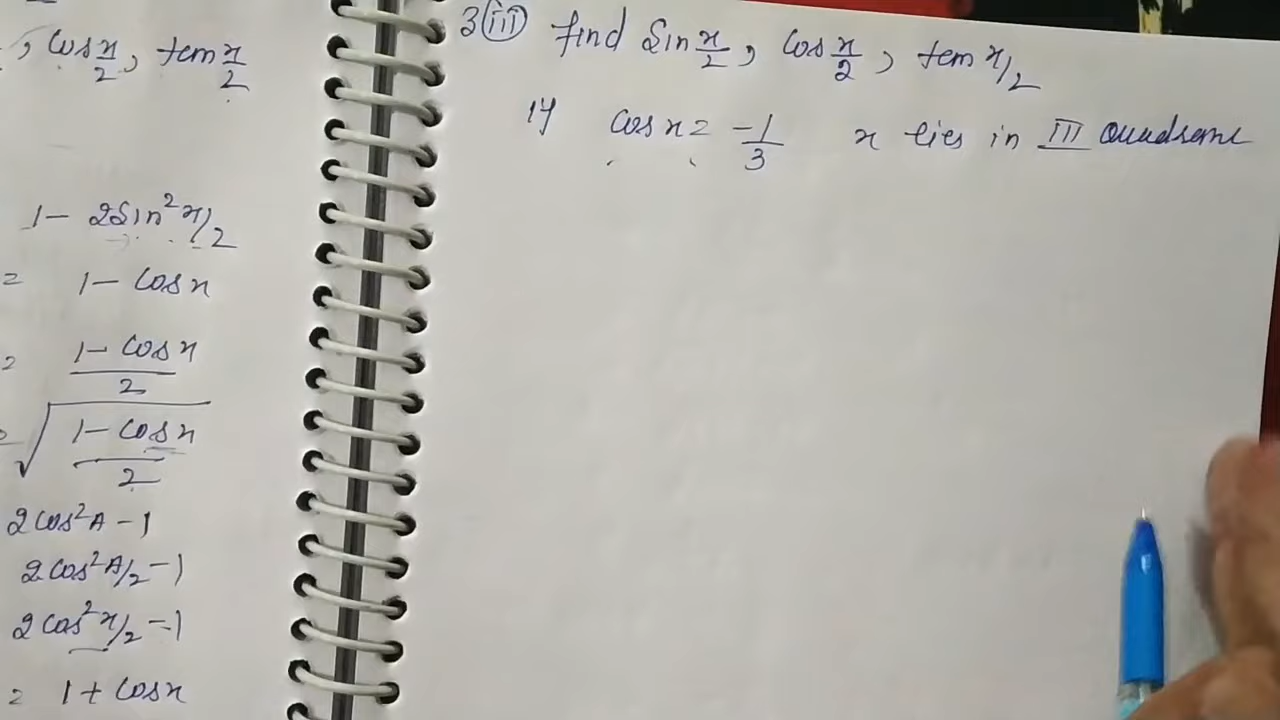 , cos x/2, tan x/2
1 - 2Sin² x/2
= 1 - cos x
= 1 - cos x / 2
= √(1 - cos x / 2)
2cos²A - 1
2cos²A/2 - 1
2cos² x/2 - 1
= 1 + cos x
3(iii) find Sin x/2, cos x/2, tan x/2
if cos x = -1/3 x lies in III quadrant